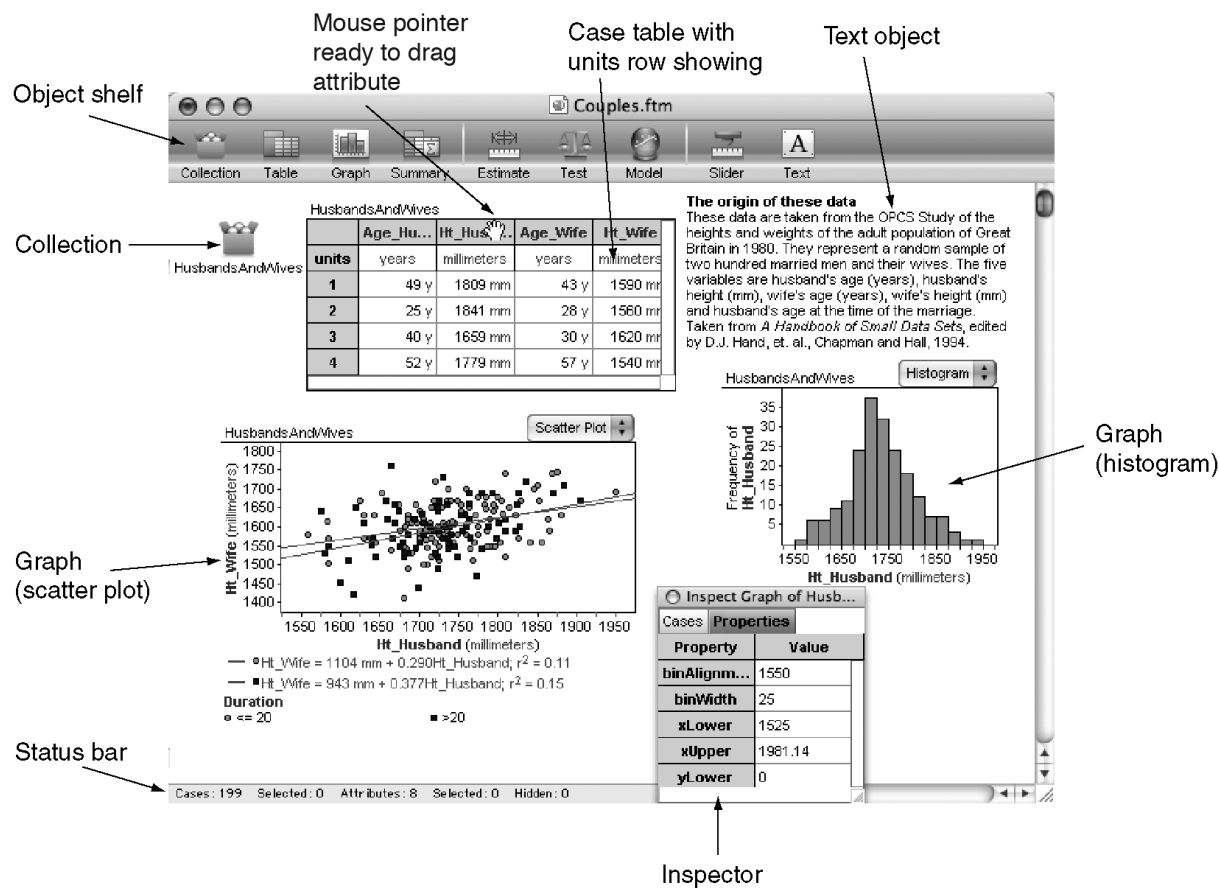 Mouse pointer
ready to drag
attribute
Case table with
units row showing
Text object
Object shelf
Couples.ftm
Collection Table Graph Summary Estimate Test Model Slider Text
A
Collection
HusbandsAndWives
HusbandsAndWives
Age_Hu... Ht_Hus... Age_Wife Ht_Wife
units years millimeters years millimeters
1 49 y 1809 mm 43 y 1590 mm
2 25 y 1841 mm 28 y 1560 mm
3 40 y 1659 mm 30 y 1620 mm
4 52 y 1779 mm 57 y 1540 mm
The origin of these data
These data are taken from the OPCS Study of the
heights and weights of the adult population of Great
Britain in 1980. They represent a random sample of
two hundred married men and their wives. The five
variables are husband's age (years), husband's
height (mm), wife's age (years), wife's height (mm)
and husband's age at the time of the marriage.
Taken from A Handbook of Small Data Sets, edited
by D.J. Hand, et. al., Chapman and Hall, 1994.
HusbandsAndWives
Histogram
Frequency of
Ht_Husband
35
30
25
20
15
10
5
1550 1650 1750 1850 1950
Ht_Husband (millimeters)
Graph
(histogram)
HusbandsAndWives
Scatter Plot
Ht_Wife (millimeters)
1800
1750
1700
1650
1600
1550
1500
1450
1400
1550 1600 1650 1700 1750 1800 1850 1900 1950
Ht_Husband (millimeters)
Ht_Wife = 1104 mm + 0.290Ht_Husband; r² = 0.11
Ht_Wife = 943 mm + 0.377Ht_Husband; r² = 0.15
Duration
<= 20 >20
Graph
(scatter plot)
Inspect Graph of Husb...
Cases Properties
Property Value
binAlignm... 1550
binWidth 25
xLower 1525
xUpper 1981.14
yLower 0
Status bar
Cases: 199 Selected: 0 Attributes: 8 Selected: 0 Hidden: 0
Inspector